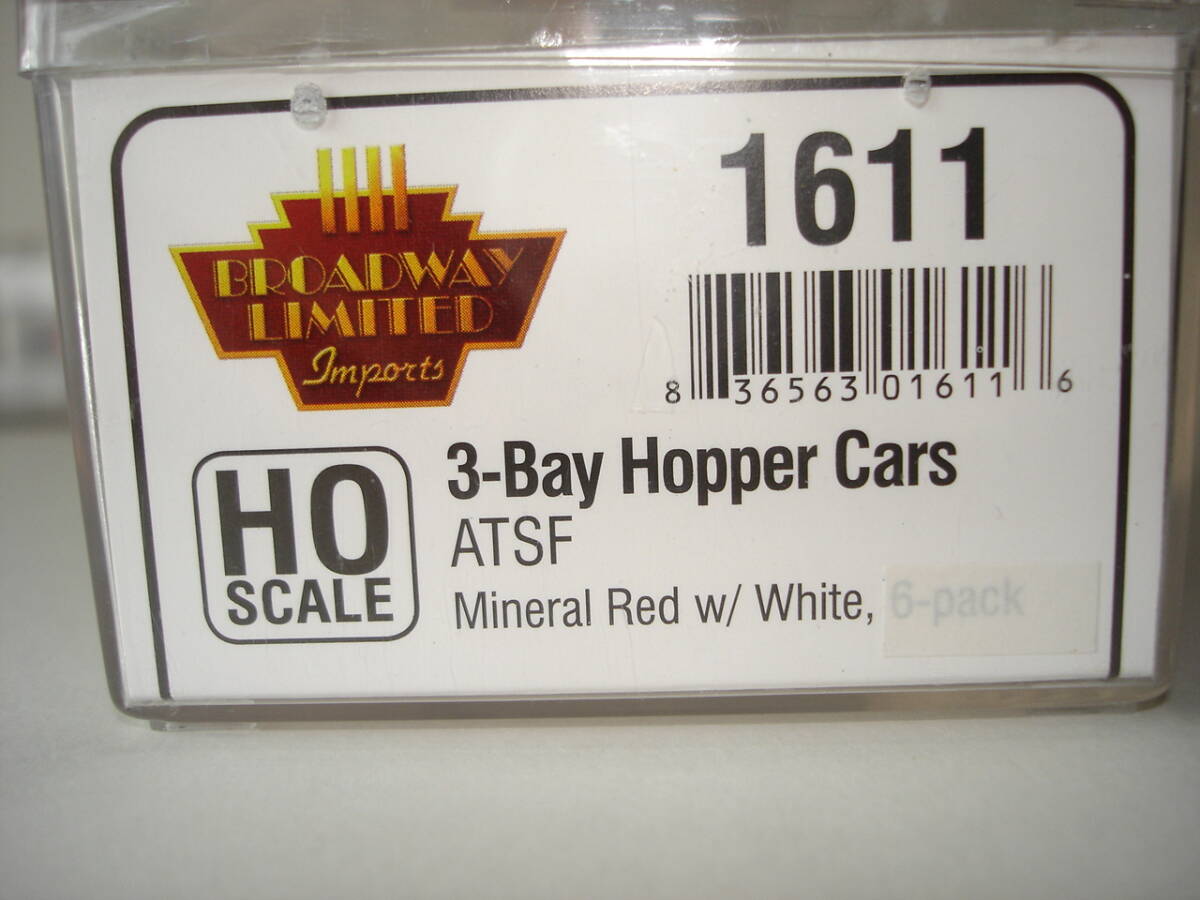 BROADWAY
LIMITED
Imports
1611
8 36563 01611 6
HO
SCALE
3-Bay Hopper Cars
ATSF
Mineral Red w/ White, 6-pack